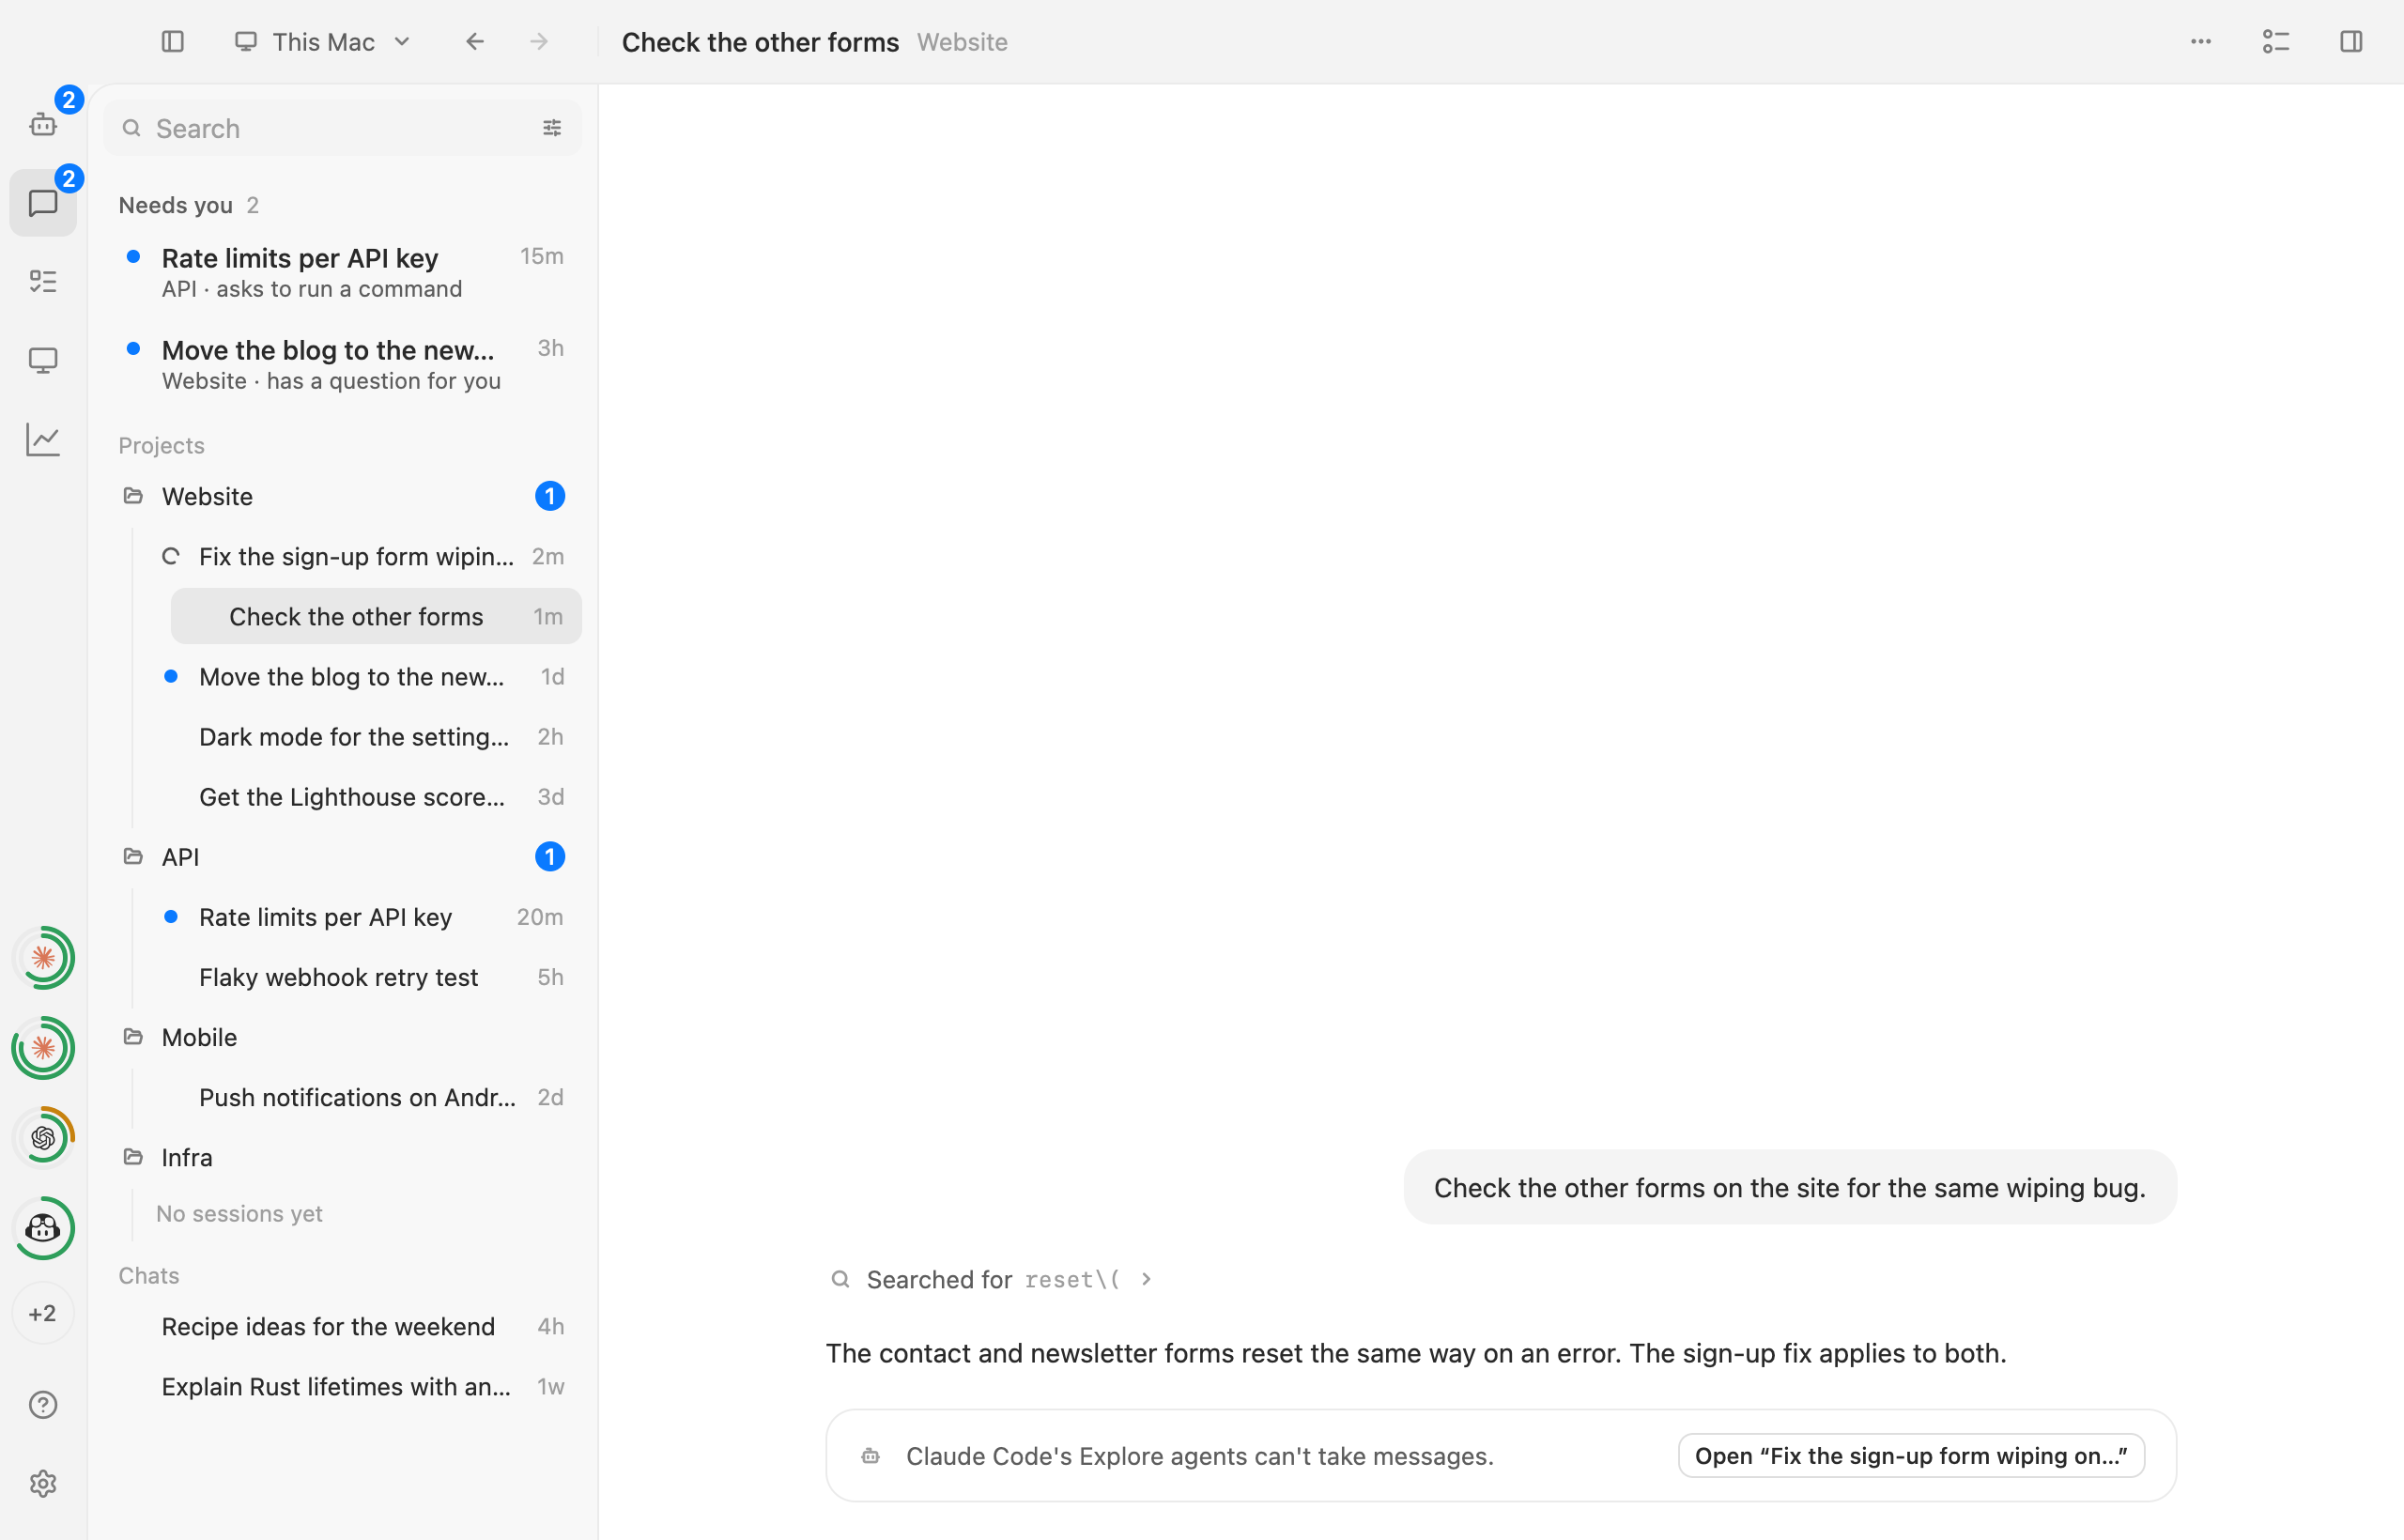 This Mac
Check the other forms Website
2
2
Search
Needs you 2
Rate limits per API key 15m
API · asks to run a command
Move the blog to the new... 3h
Website · has a question for you
Projects
Website 1
Fix the sign-up form wipin... 2m
Check the other forms 1m
Move the blog to the new... 1d
Dark mode for the setting... 2h
Get the Lighthouse score... 3d
API 1
Rate limits per API key 20m
Flaky webhook retry test 5h
Mobile
Push notifications on Andr... 2d
Infra
No sessions yet
Chats
Recipe ideas for the weekend 4h
Explain Rust lifetimes with an... 1w
+2
Check the other forms on the site for the same wiping bug.
Searched for reset\(
The contact and newsletter forms reset the same way on an error. The sign-up fix applies to both.
Claude Code's Explore agents can't take messages.
Open “Fix the sign-up form wiping on...”